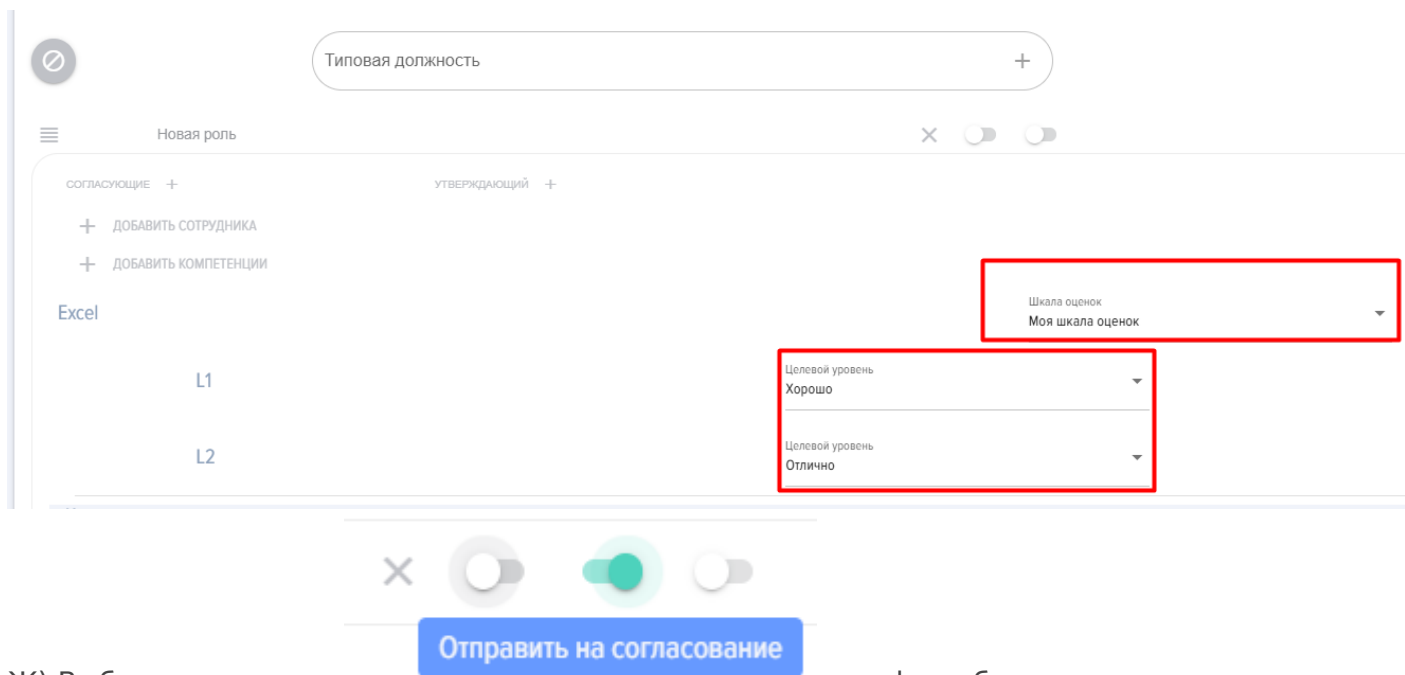 Типовая должность
Новая роль
СОГЛАСУЮЩИЕ + УТВЕРЖДАЮЩИЙ +
+ ДОБАВИТЬ СОТРУДНИКА
+ ДОБАВИТЬ КОМПЕТЕНЦИИ
Шкала оценок
Excel
Моя шкала оценок
Целевой уровень
L1
Хорошо
Целевой уровень
L2
Отлично
Отправить на согласование